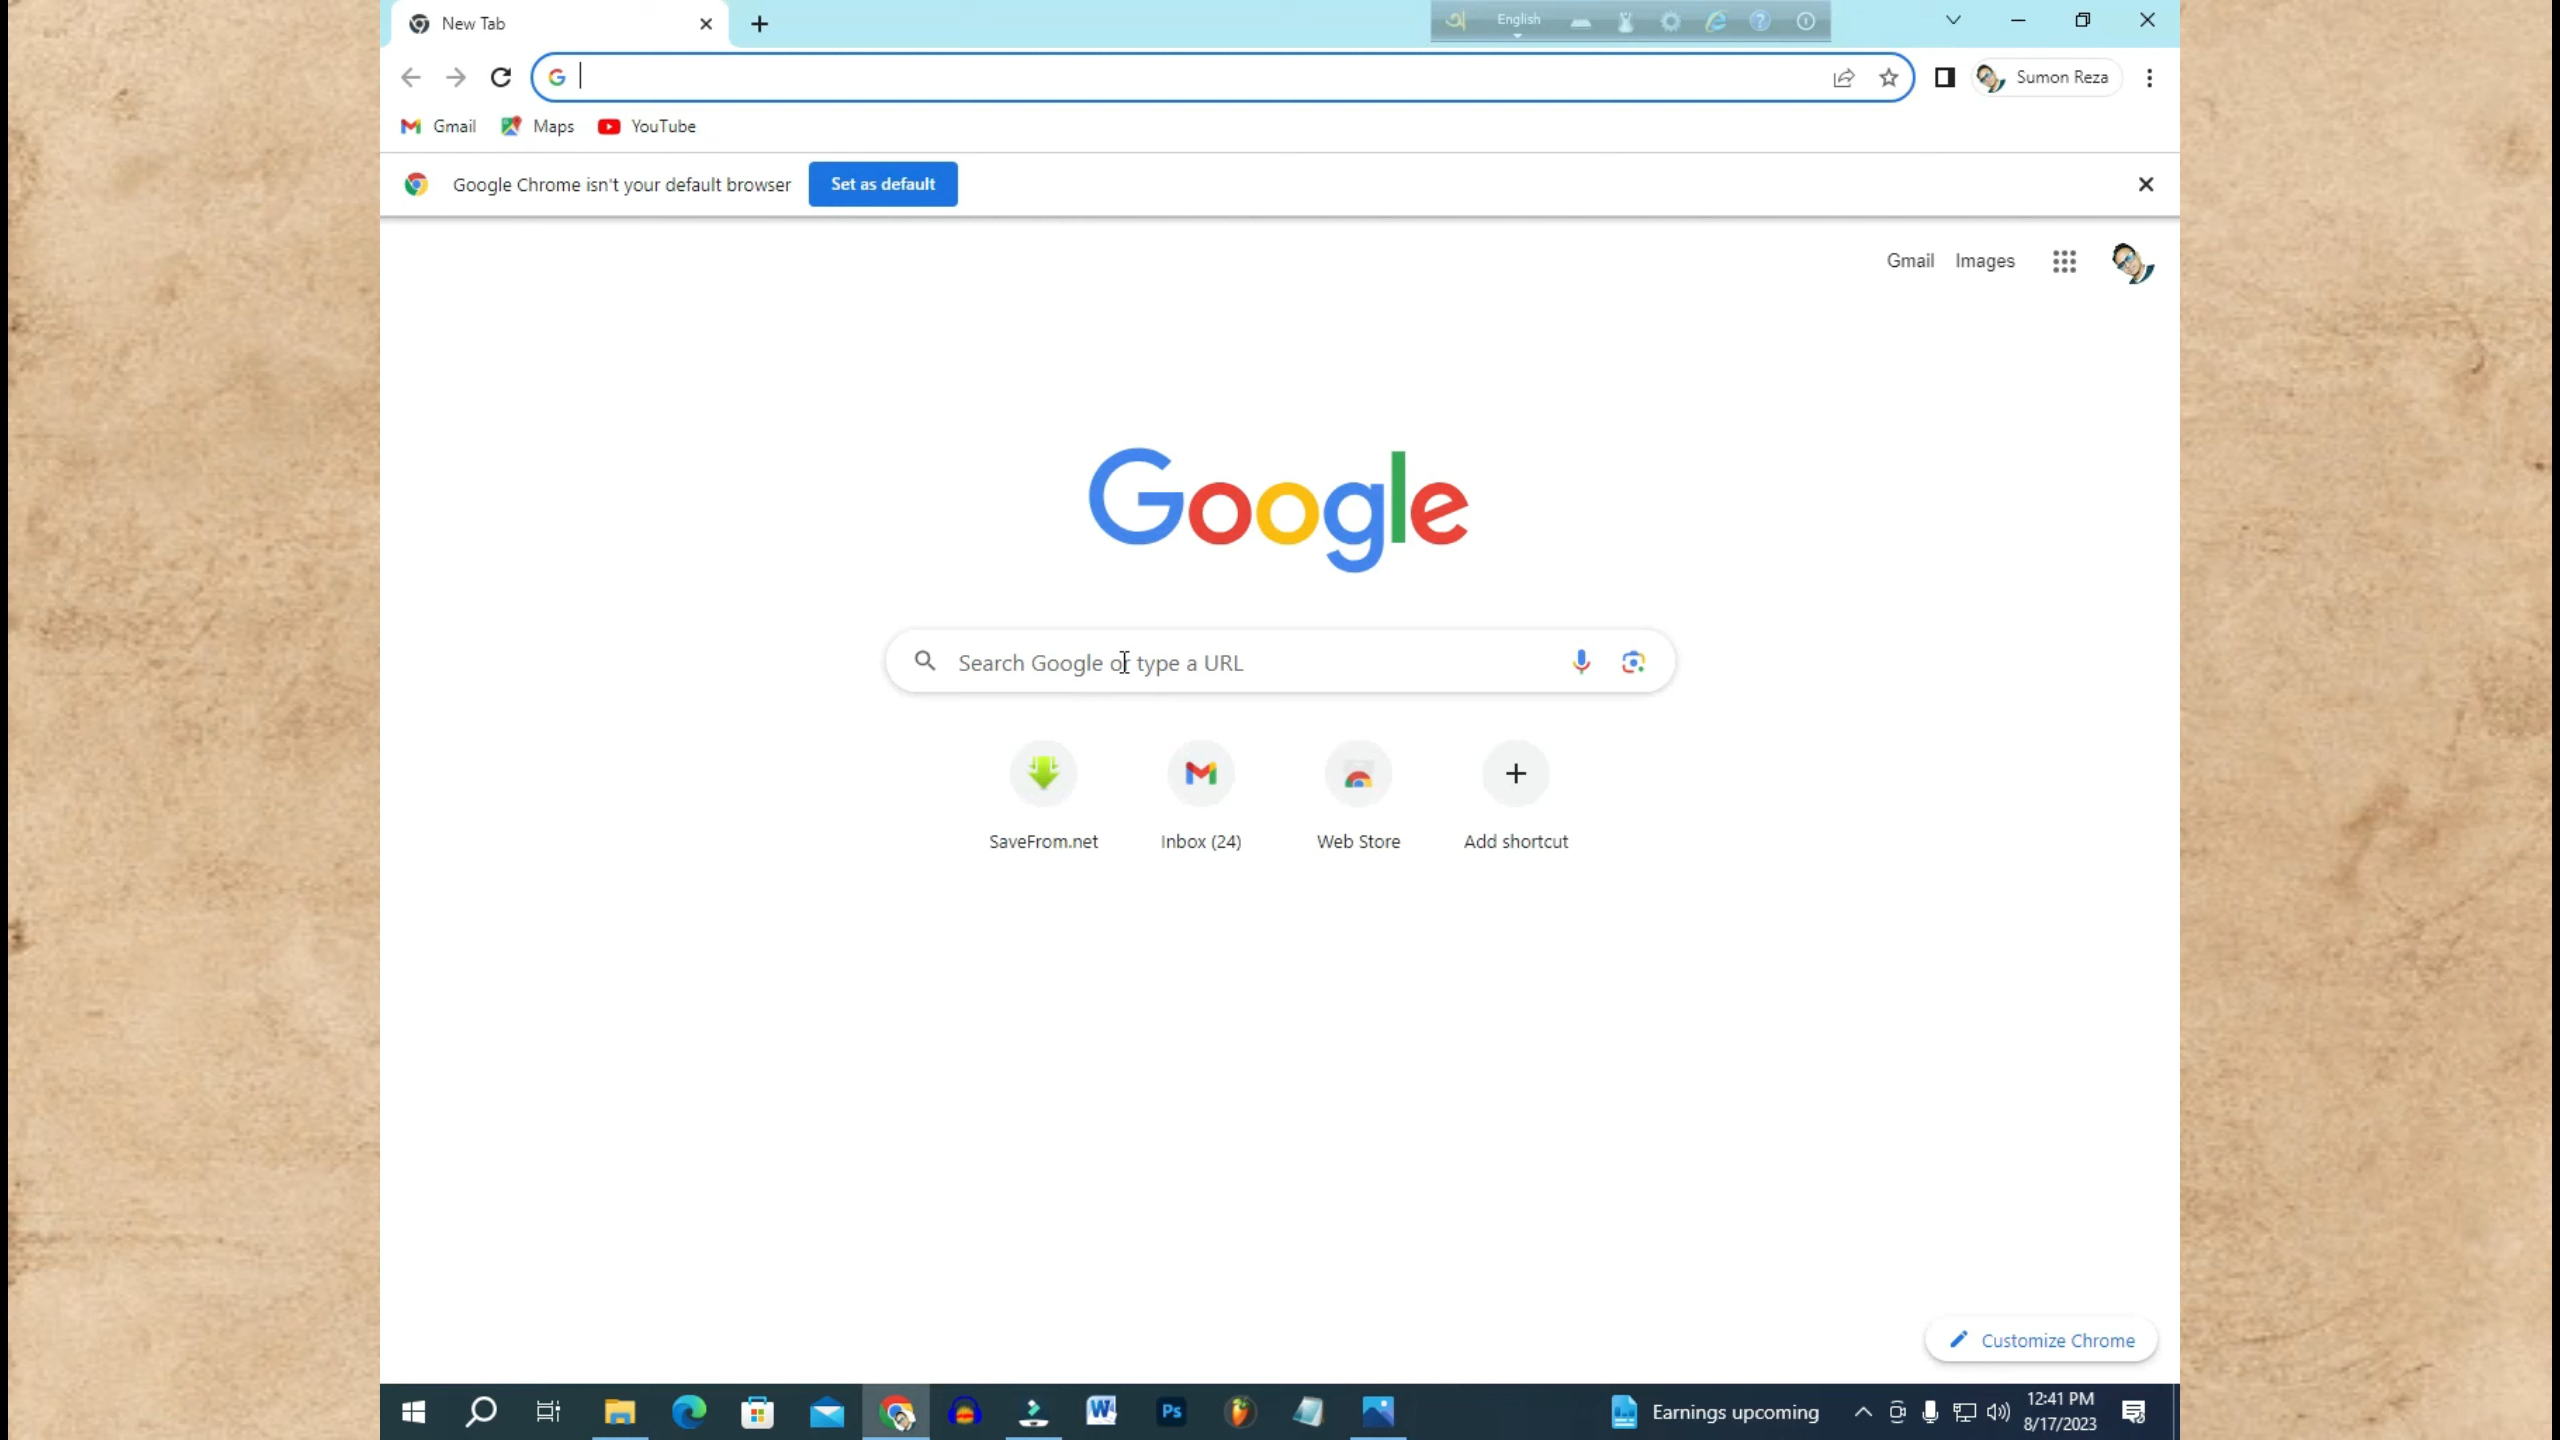 New Tab
English
Sumon Reza
Gmail Maps YouTube
Google Chrome isn't your default browser Set as default
Gmail Images
Google
Search Google or type a URL
SaveFrom.net Inbox (24) Web Store Add shortcut
Customize Chrome
W Ps Earnings upcoming 12:41 PM
8/17/2023